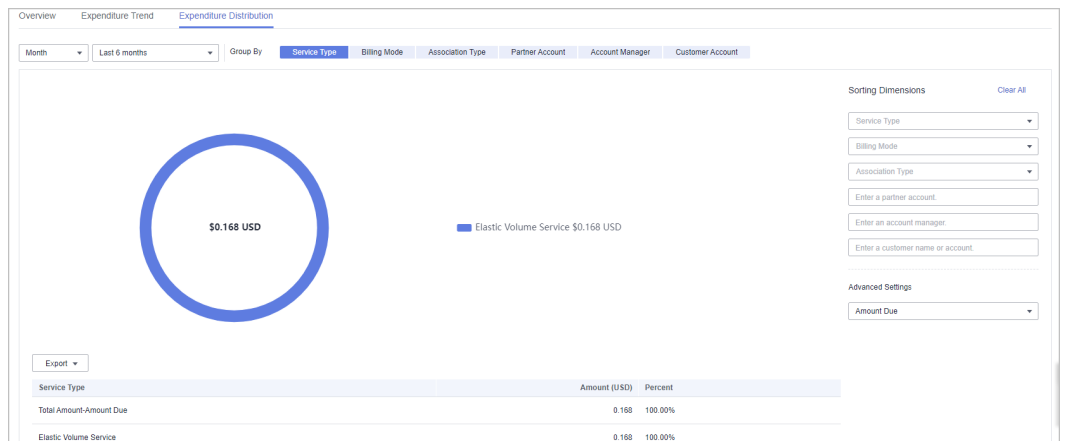 Overview Expenditure Trend Expenditure Distribution
Month Last 6 months Group By Service Type Billing Mode Association Type Partner Account Account Manager Customer Account
Sorting Dimensions Clear All
Service Type
Billing Mode
Association Type
Enter a partner account.
Enter an account manager.
Enter a customer name or account.
Advanced Settings
Amount Due
$0.168 USD
Elastic Volume Service $0.168 USD
Export
Service Type Amount (USD) Percent
Total Amount-Amount Due 0.168 100.00%
Elastic Volume Service 0.168 100.00%